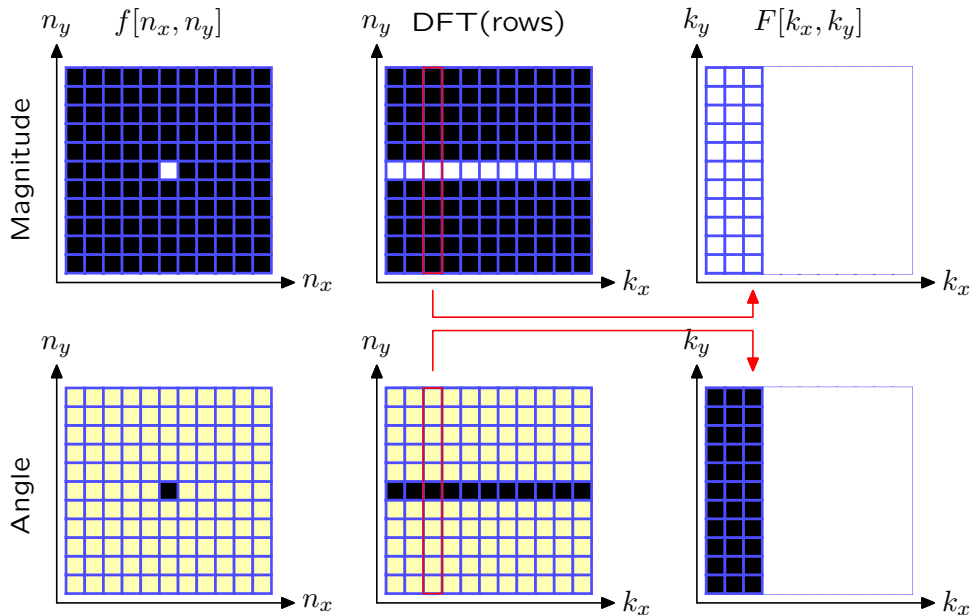 n_y f[n_x, n_y] n_y DFT(rows) k_y F[k_x, k_y]
Magnitude
n_x k_x k_x
n_y n_y k_y
Angle
n_x k_x k_x